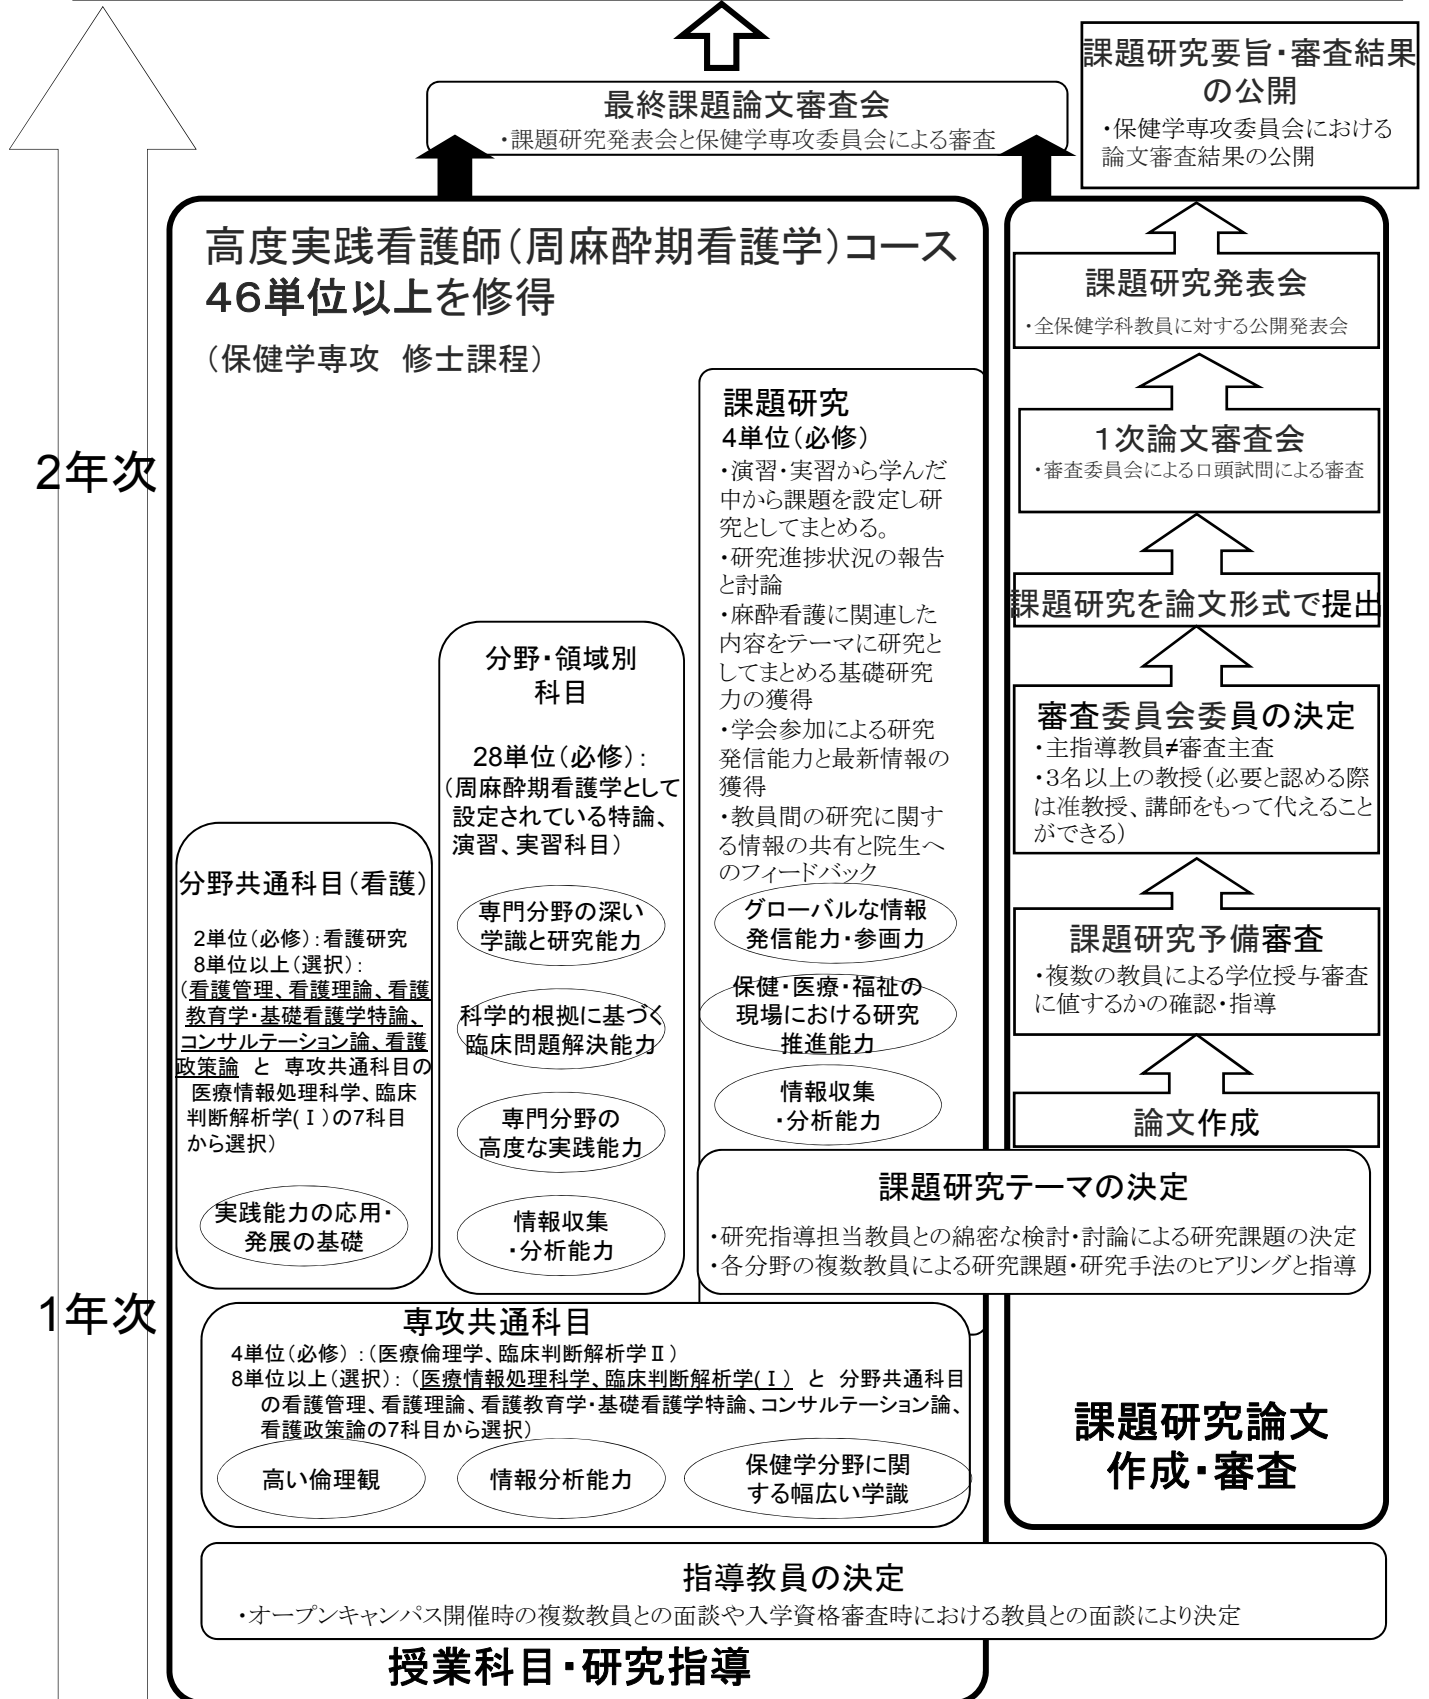 課題研究要旨・審査結果
の公開
・保健学専攻委員会における
論文審査結果の公開
最終課題論文審査会
・課題研究発表会と保健学専攻委員会による審査
高度実践看護師（周麻酔期看護学）コース
４６単位以上を修得
（保健学専攻　修士課程）
2年次
1年次
課題研究
4単位（必修）
・演習・実習から学んだ
中から課題を設定し研
究としてまとめる。
・研究進捗状況の報告
と討論
・麻酔看護に関連した
内容をテーマに研究と
してまとめる基礎研究
力の獲得
・学会参加による研究
発信能力と最新情報の
獲得
・教員間の研究に関す
る情報の共有と院生へ
のフィードバック
グローバルな情報
発信能力・参画力
保健・医療・福祉の
現場における研究
推進能力
情報収集
・分析能力
分野・領域別
科目
28単位（必修）：
（周麻酔期看護学として
設定されている特論、
演習、実習科目）
専門分野の深い
学識と研究能力
科学的根拠に基づく
臨床問題解決能力
専門分野の
高度な実践能力
情報収集
・分析能力
分野共通科目（看護）
2単位（必修）：看護研究
8単位以上（選択）：
（看護管理、看護理論、看護
教育学・基礎看護学特論、
コンサルテーション論、看護
政策論 と 専攻共通科目の
医療情報処理科学、臨床
判断解析学(Ⅰ)の7科目
から選択）
実践能力の応用・
発展の基礎
課題研究発表会
・全保健学科教員に対する公開発表会
１次論文審査会
・審査委員会による口頭試問による審査
課題研究を論文形式で提出
審査委員会委員の決定
・主指導教員≠審査主査
・3名以上の教授（必要と認める際
は准教授、講師をもって代えること
ができる）
課題研究予備審査
・複数の教員による学位授与審査
に値するかの確認・指導
論文作成
課題研究テーマの決定
・研究指導担当教員との綿密な検討・討論による研究課題の決定
・各分野の複数教員による研究課題・研究手法のヒアリングと指導
専攻共通科目
4単位（必修）：（医療倫理学、臨床判断解析学Ⅱ）
8単位以上（選択）：（医療情報処理科学、臨床判断解析学(Ⅰ) と 分野共通科目
の看護管理、看護理論、看護教育学・基礎看護学特論、コンサルテーション論、
看護政策論の7科目から選択）
高い倫理観
情報分析能力
保健学分野に関
する幅広い学識
課題研究論文
作成・審査
指導教員の決定
・オープンキャンパス開催時の複数教員との面談や入学資格審査時における教員との面談により決定
授業科目・研究指導